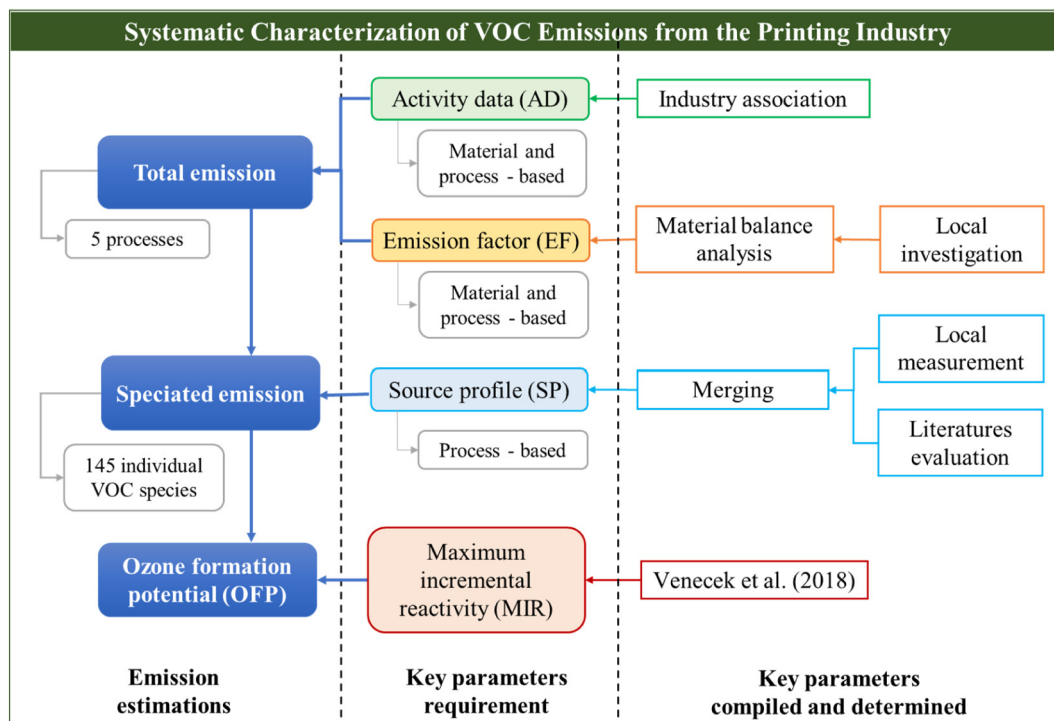 Systematic Characterization of VOC Emissions from the Printing Industry
Total emission
5 processes
Speciated emission
145 individual
VOC species
Ozone formation
potential (OFP)
Emission
estimations
Activity data (AD)
Material and
process - based
Emission factor (EF)
Material and
process - based
Source profile (SP)
Process - based
Maximum
incremental
reactivity (MIR)
Key parameters
requirement
Industry association
Material balance
analysis
Local
investigation
Merging
Local
measurement
Literatures
evaluation
Venecek et al. (2018)
Key parameters
compiled and determined